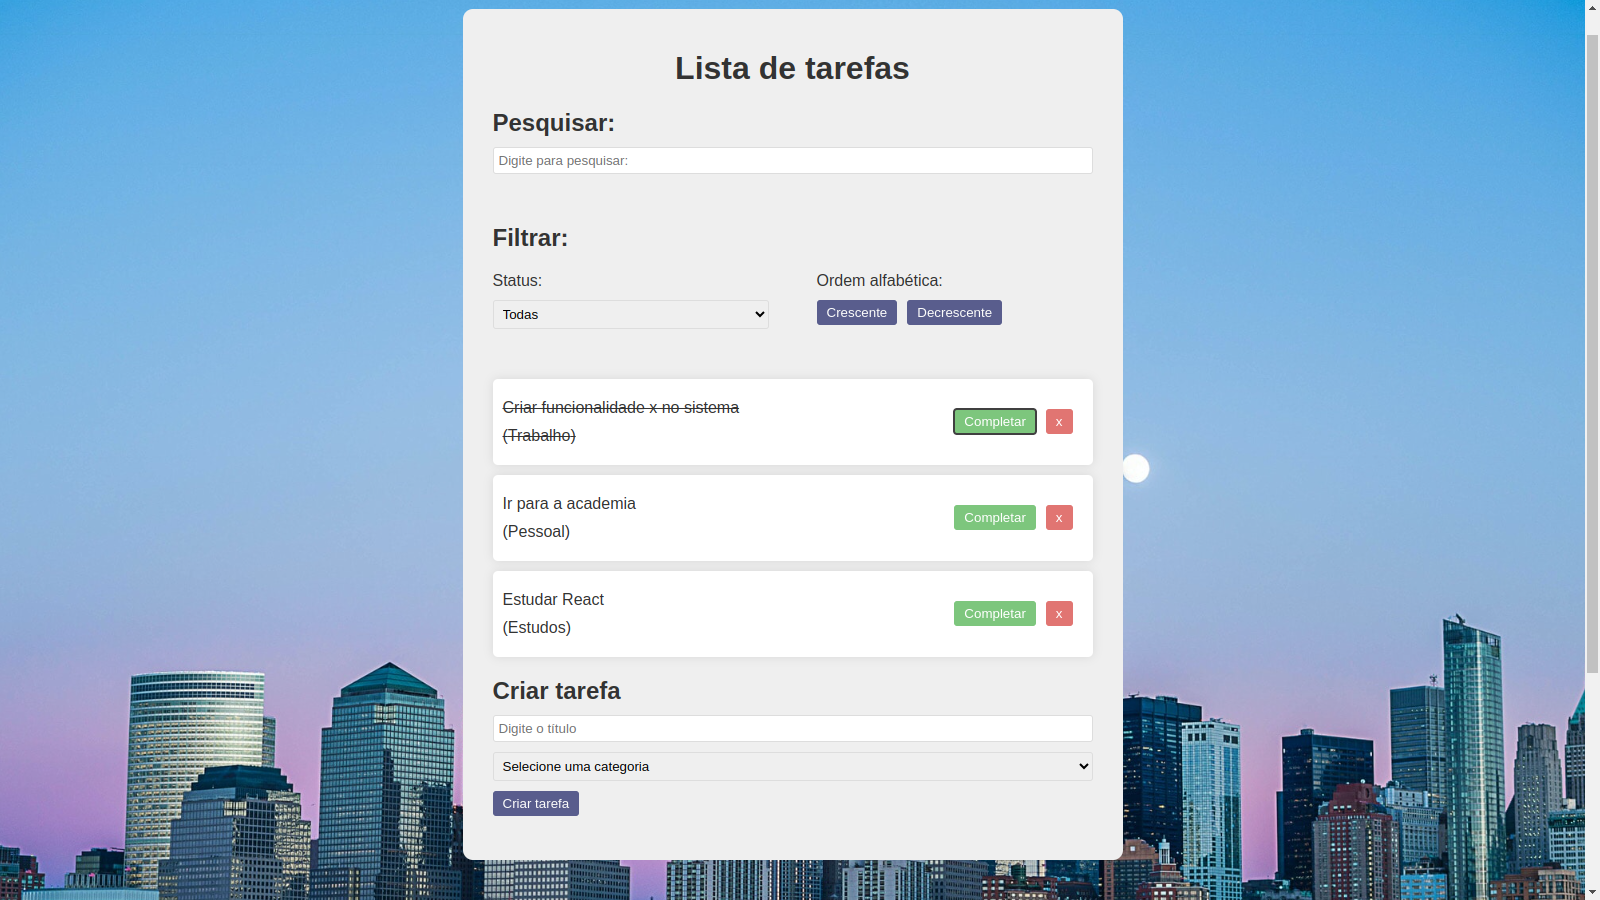 Lista de tarefas
Pesquisar:
Digite para pesquisar:
Filtrar:
Status:
Ordem alfabética:
Todas
Crescente
Decrescente
Criar funcionalidade x no sistema
(Trabalho)
Completar
x
Ir para a academia
(Pessoal)
Completar
x
Estudar React
(Estudos)
Completar
x
Criar tarefa
Digite o título
Selecione uma categoria
Criar tarefa